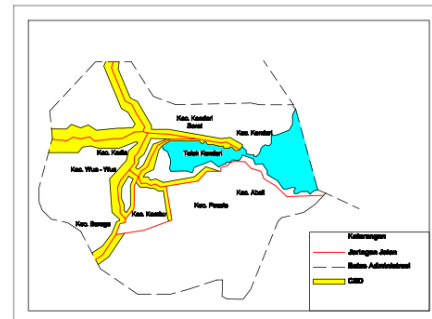 Kec. Kendari
Barat
Kec. Kendari
Kec. Kadia
Teluk Kendari
Kec. Wua - Wua
Kec. Abeli
Kec. Poasia
Kec. Kambu
Kec. Baruga
Keterangan
Jaringan Jalan
Batas Administrasi
CBD